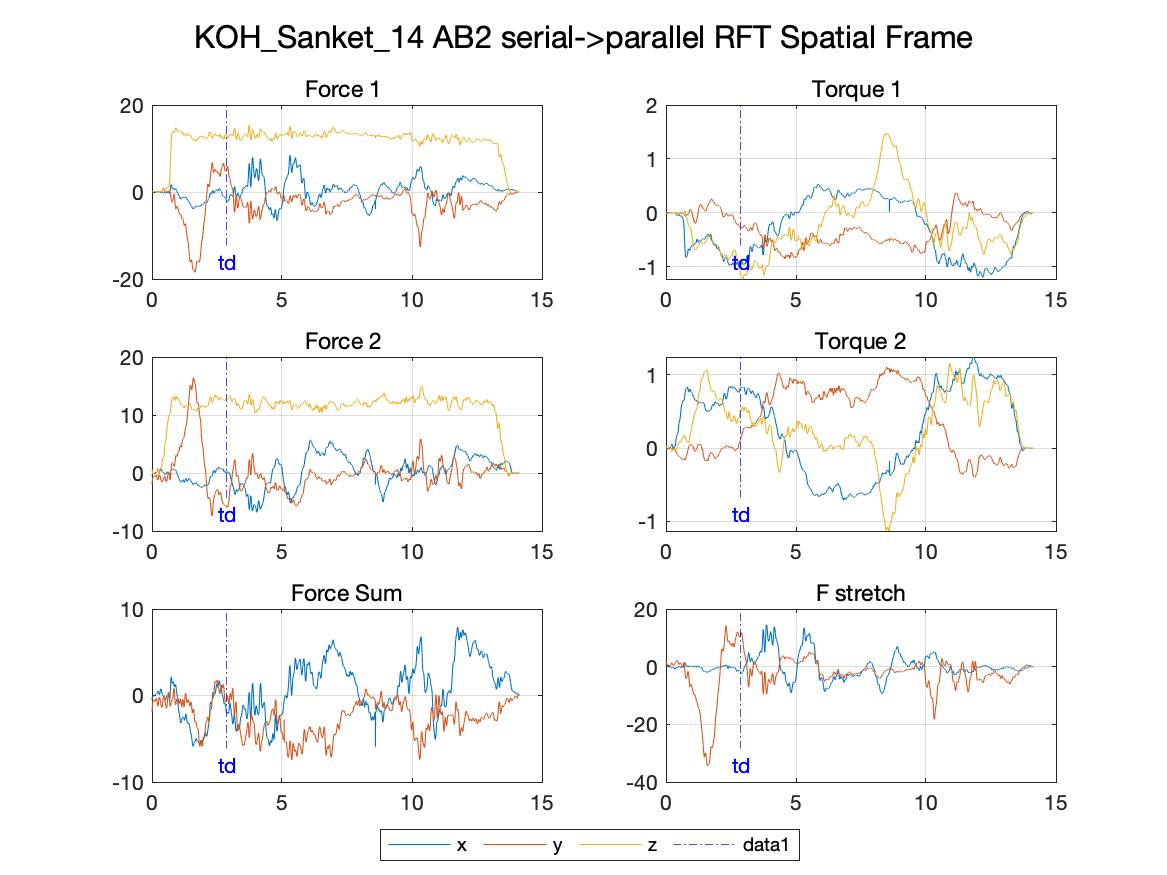 KOH_Sanket_14 AB2 serial->parallel RFT Spatial Frame
Force 1
20
0
-20
td
0 5 10 15
Torque 1
2
1
0
-1
td
0 5 10 15
Force 2
20
10
0
-10
td
0 5 10 15
Torque 2
1
0
-1
td
0 5 10 15
Force Sum
10
0
-10
td
0 5 10 15
F stretch
20
0
-20
-40
td
0 5 10 15
x y z data1